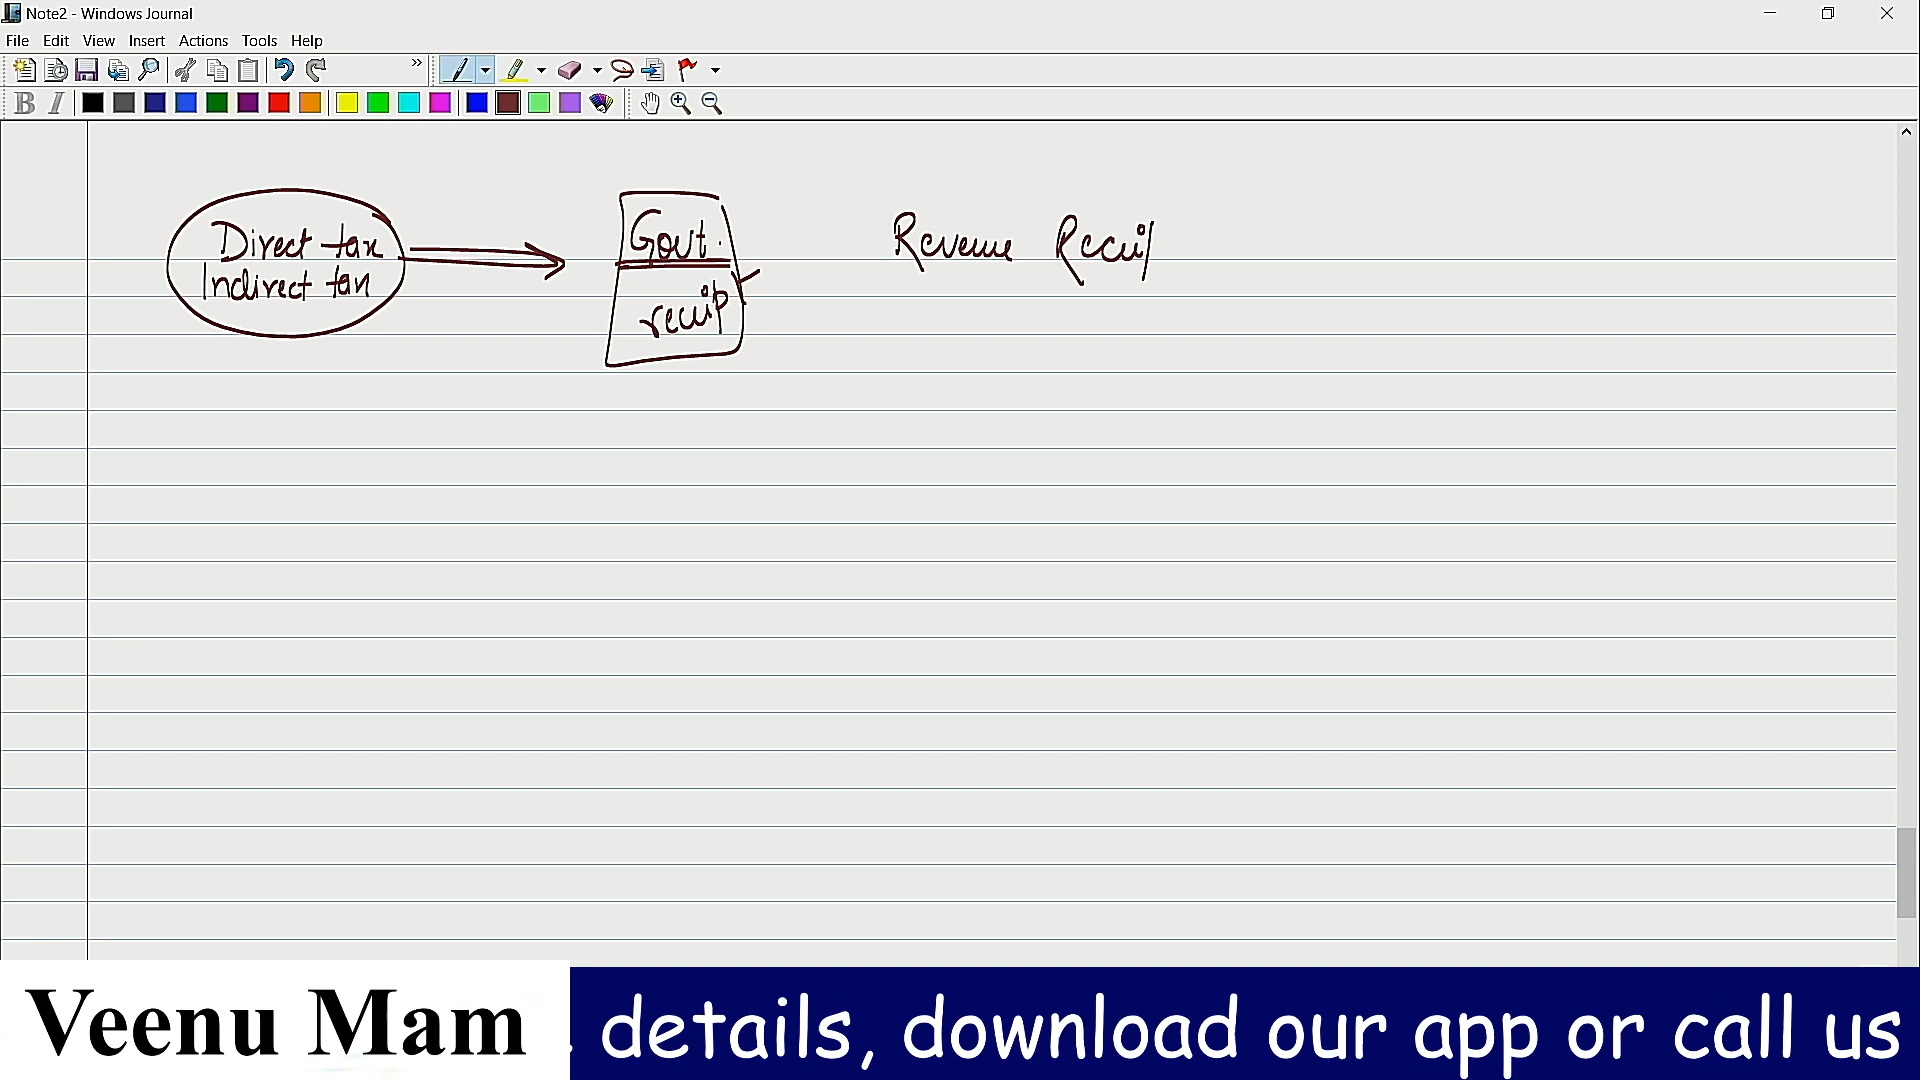 Note2 - Windows Journal
File Edit View Insert Actions Tools Help
B I
Direct tax
Indirect tax
Govt.
receip
Revenue Receip
Veenu Mam
details, download our app or call us